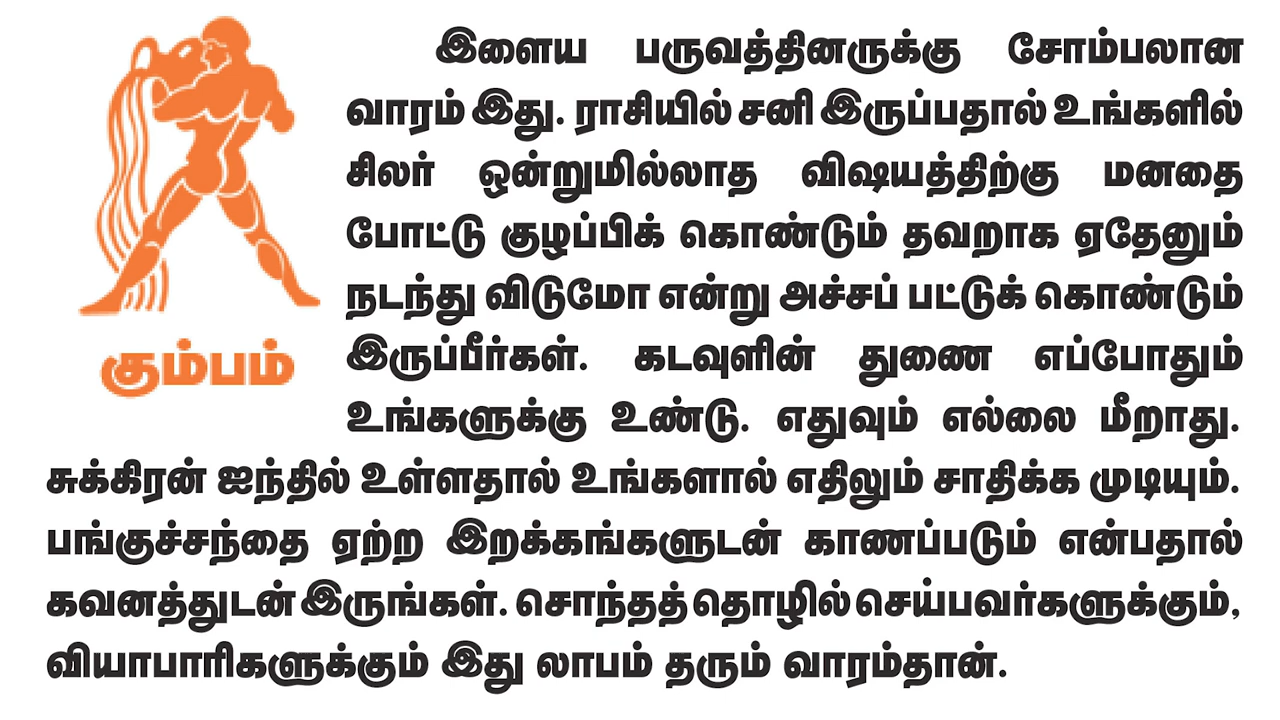 இளைய பருவத்தினருக்கு சோம்பலான
வாரம் இது. ராசியில் சனி இருப்பதால் உங்களில்
சிலர் ஒன்றுமில்லாத விஷயத்திற்கு மனதை
போட்டு குழப்பிக் கொண்டும் தவறாக ஏதேனும்
நடந்து விடுமோ என்று அச்சப் பட்டுக் கொண்டும்
இருப்பீர்கள். கடவுளின் துணை எப்போதும்
உங்களுக்கு உண்டு. எதுவும் எல்லை மீறாது.
சுக்கிரன் ஐந்தில் உள்ளதால் உங்களால் எதிலும் சாதிக்க முடியும்.
பங்குச்சந்தை ஏற்ற இறக்கங்களுடன் காணப்படும் என்பதால்
கவனத்துடன் இருங்கள். சொந்தத் தொழில் செய்பவர்களுக்கும்,
வியாபாரிகளுக்கும் இது லாபம் தரும் வாரம்தான்.
கும்பம்